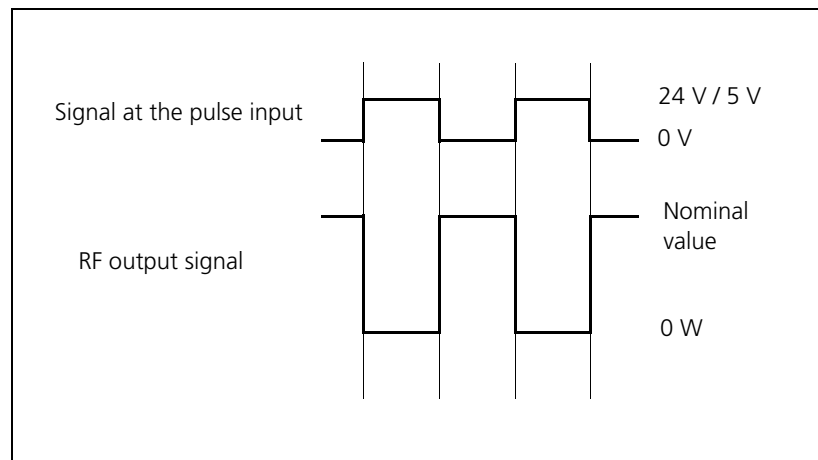 Signal at the pulse input
24 V / 5 V
0 V
Nominal
value
RF output signal
0 W